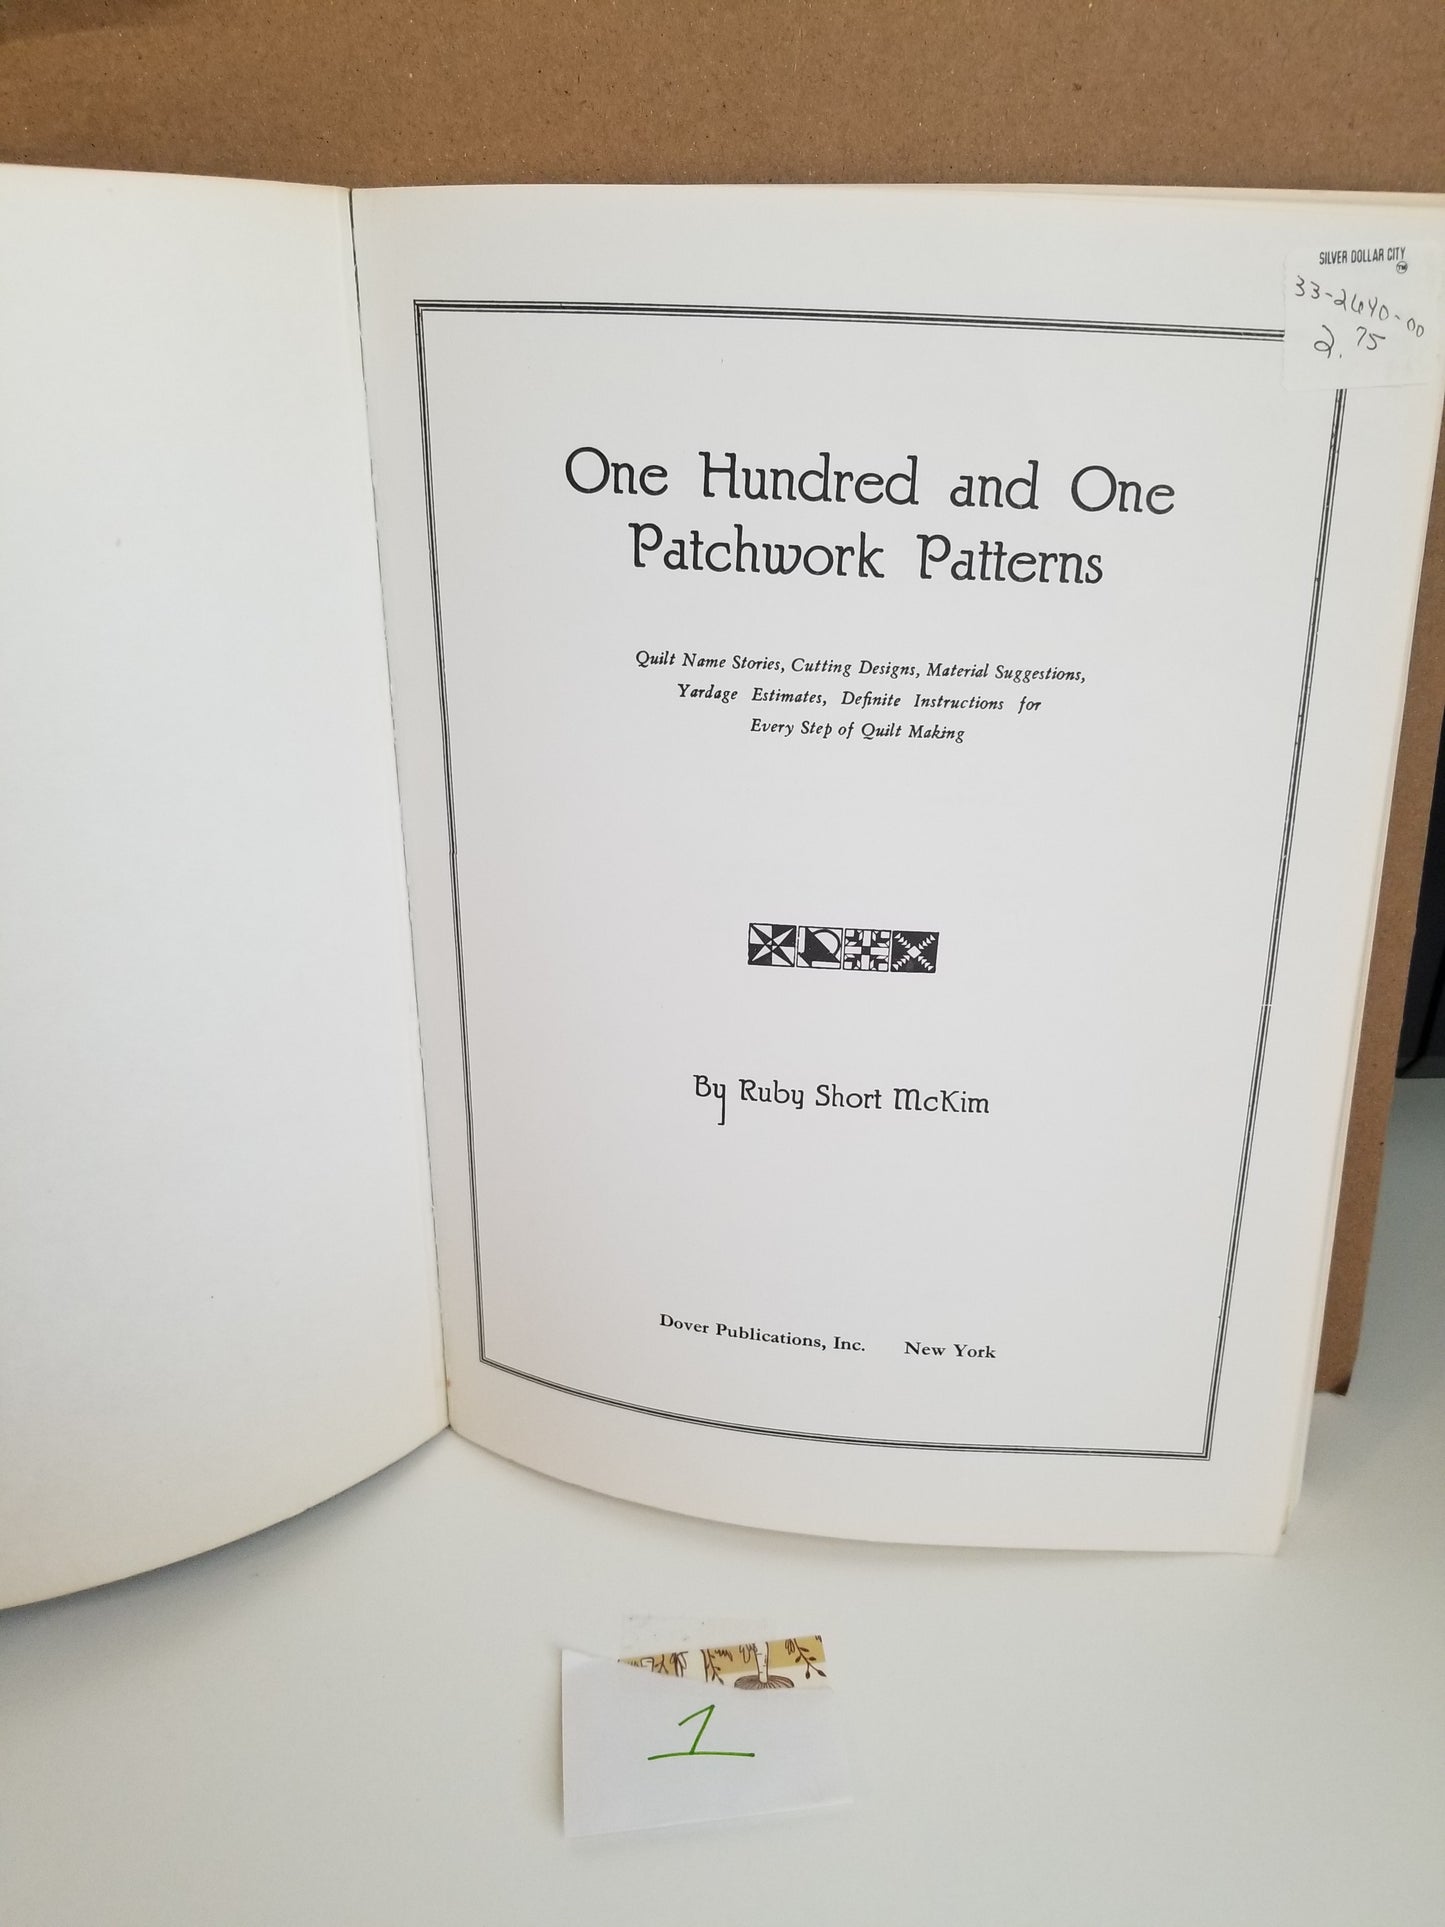 SILVER DOLLAR CITY
TM
33-2640-00
2.75
One Hundred and One
Patchwork Patterns
Quilt Name Stories, Cutting Designs, Material Suggestions,
Yardage Estimates, Definite Instructions for
Every Step of Quilt Making
By Ruby Short McKim
Dover Publications, Inc. New York
1